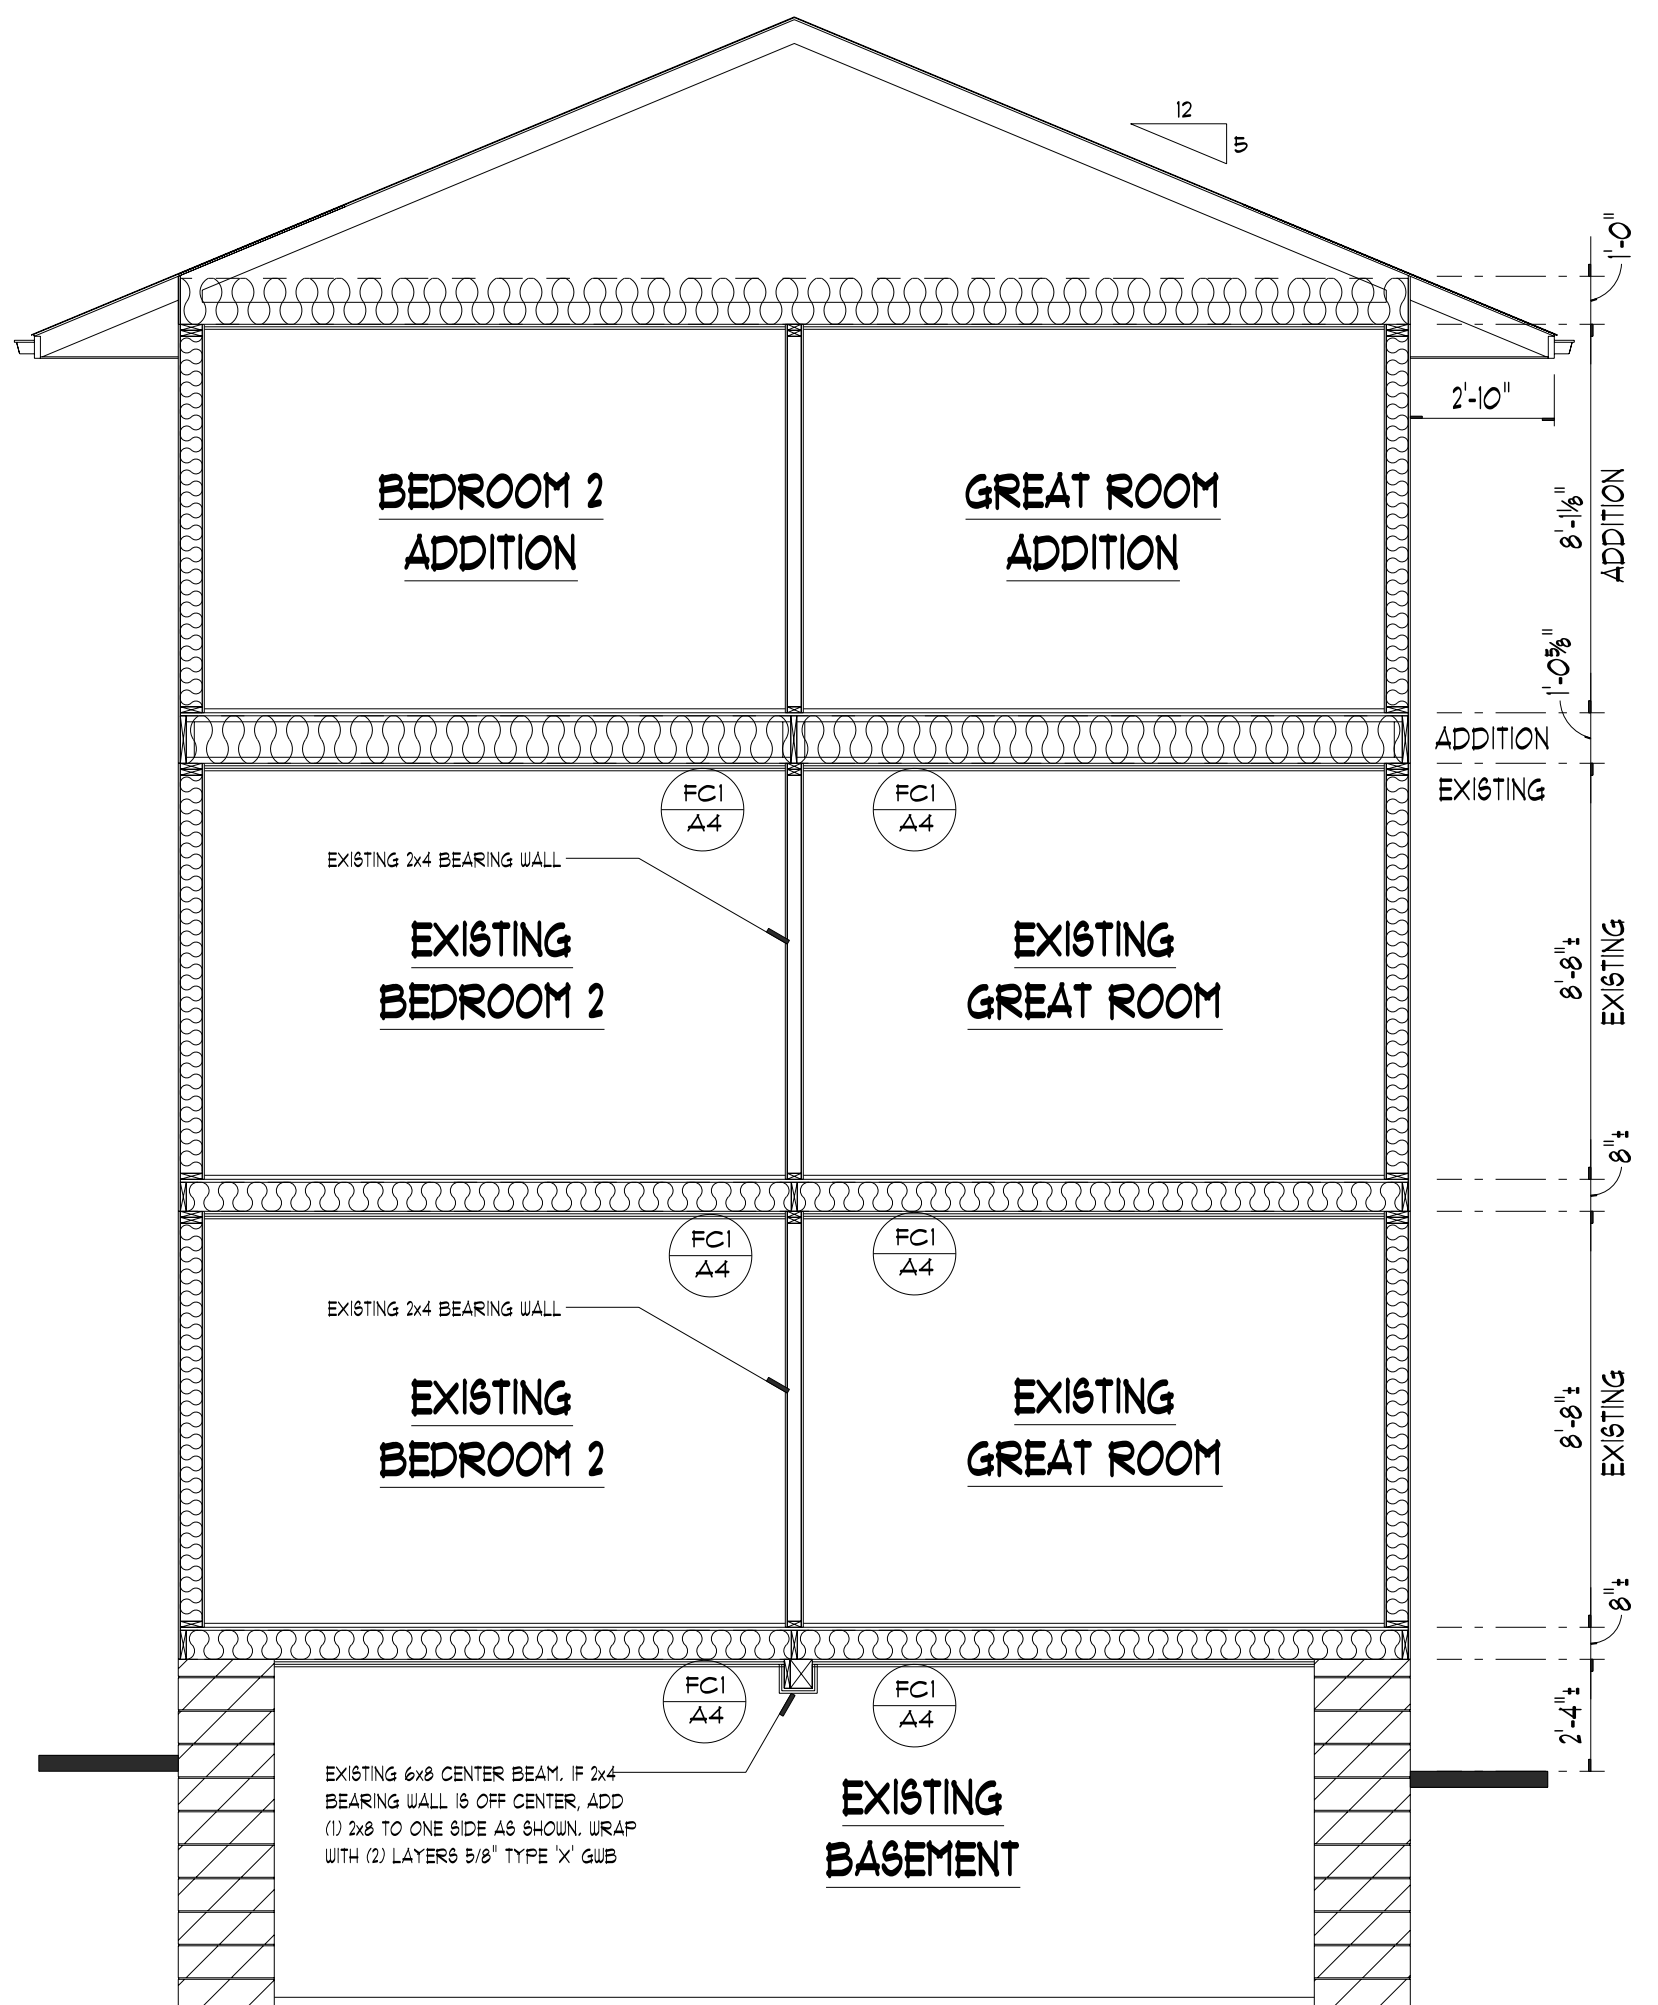 12
5
1'-0"
2'-10"
BEDROOM 2
ADDITION
GREAT ROOM
ADDITION
8'-1⅛"
ADDITION
1'-0⅝"
ADDITION
EXISTING
FC1
A4
FC1
A4
EXISTING 2x4 BEARING WALL
EXISTING
BEDROOM 2
EXISTING
GREAT ROOM
8'-8"±
EXISTING
8"±
FC1
A4
FC1
A4
EXISTING 2x4 BEARING WALL
EXISTING
BEDROOM 2
EXISTING
GREAT ROOM
8'-8"±
EXISTING
8"±
FC1
A4
FC1
A4
2'-4"±
EXISTING 6x8 CENTER BEAM. IF 2x4
BEARING WALL IS OFF CENTER, ADD
(1) 2x8 TO ONE SIDE AS SHOWN. WRAP
WITH (2) LAYERS 5/8" TYPE 'X' GWB
EXISTING
BASEMENT